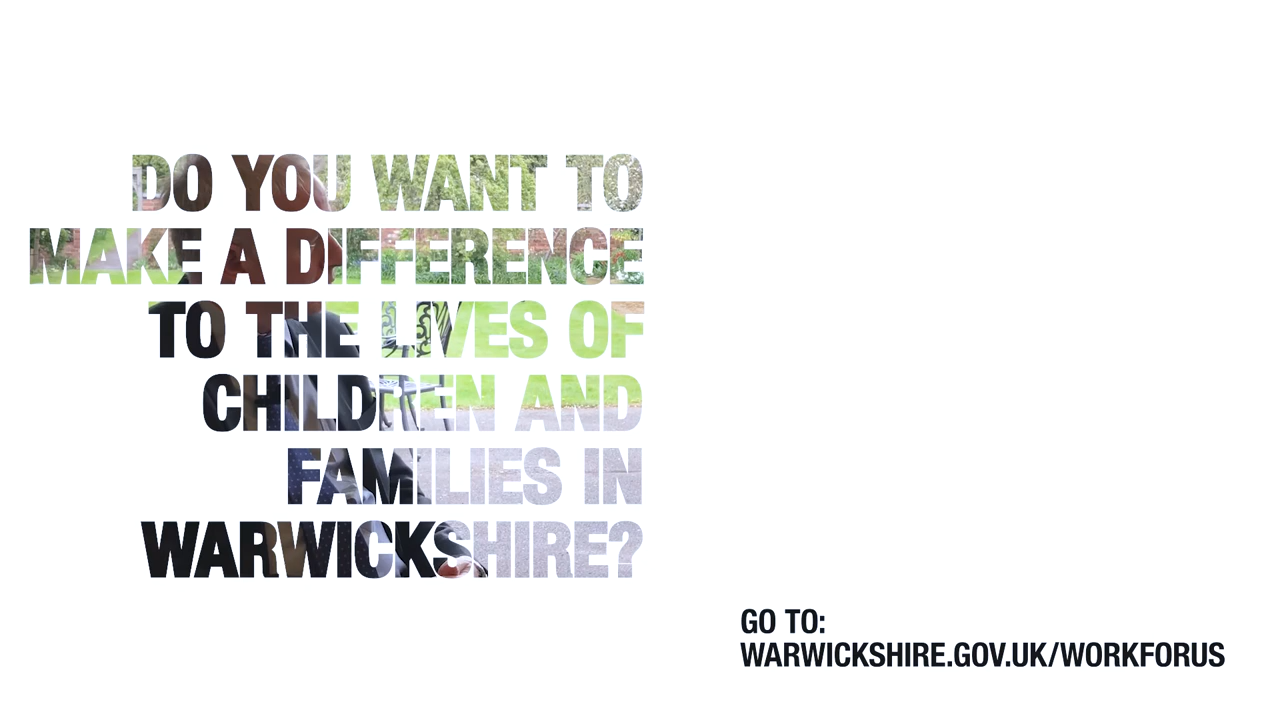 DO YOU WANT TO
MAKE A DIFFERENCE
TO THE LIVES OF
CHILDREN AND
FAMILIES IN
WARWICKSHIRE?
GO TO:
WARWICKSHIRE.GOV.UK/WORKFORUS